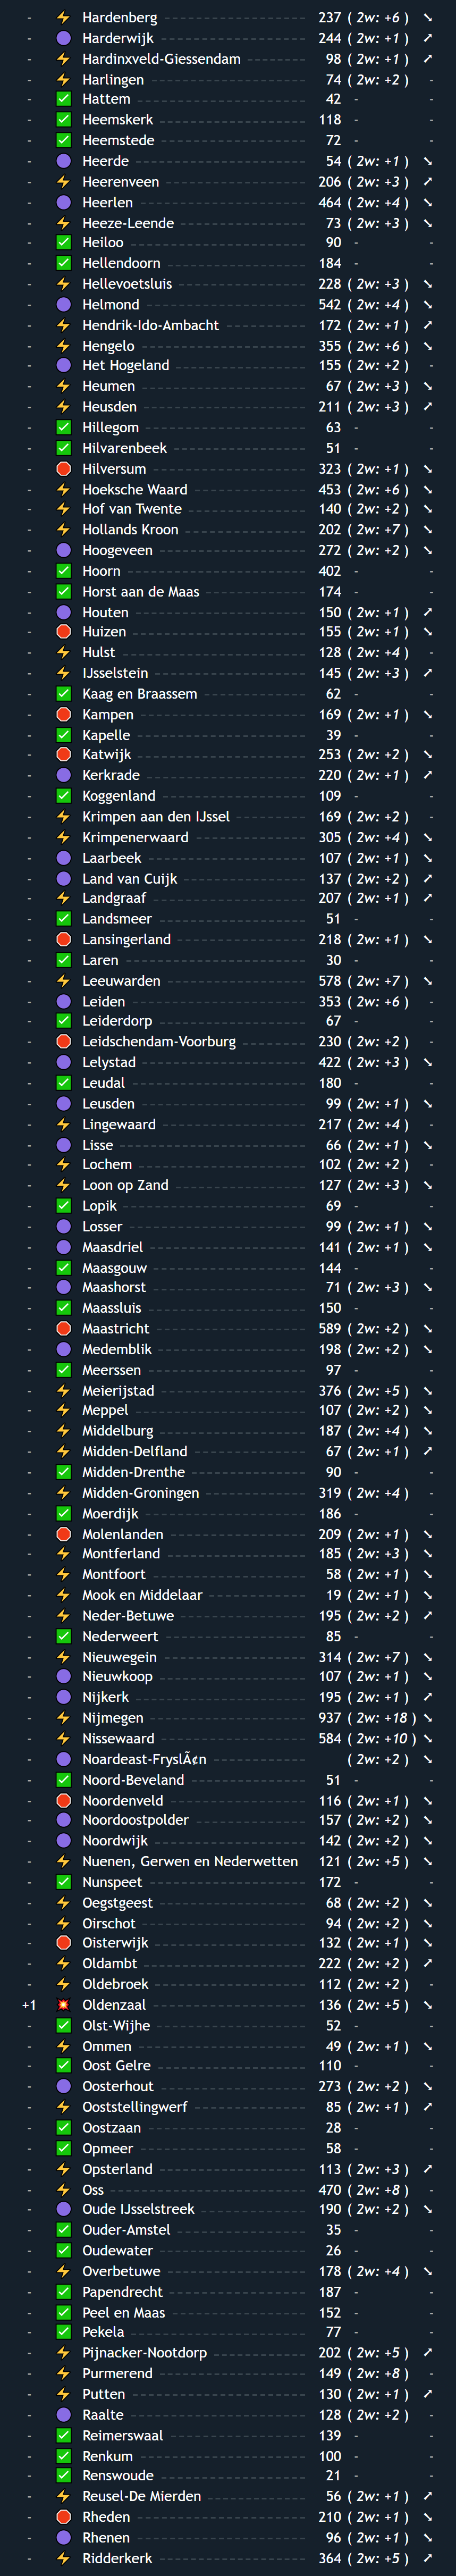 - ⚡ Hardenberg 237 ( 2w: +6 ) ↘
- 🟣 Harderwijk 244 ( 2w: +1 ) ↗
- ⚡ Hardinxveld-Giessendam 98 ( 2w: +1 ) ↗
- ⚡ Harlingen 74 ( 2w: +2 ) -
- ✅ Hattem 42 - -
- ✅ Heemskerk 118 - -
- ✅ Heemstede 72 - -
- 🟣 Heerde 54 ( 2w: +1 ) ↘
- ⚡ Heerenveen 206 ( 2w: +3 ) ↗
- 🟣 Heerlen 464 ( 2w: +4 ) ↘
- ⚡ Heeze-Leende 73 ( 2w: +3 ) ↘
- ✅ Heiloo 90 - -
- ✅ Hellendoorn 184 - -
- ⚡ Hellevoetsluis 228 ( 2w: +3 ) ↘
- 🟣 Helmond 542 ( 2w: +4 ) ↘
- ⚡ Hendrik-Ido-Ambacht 172 ( 2w: +1 ) ↗
- ⚡ Hengelo 355 ( 2w: +6 ) ↘
- 🟣 Het Hogeland 155 ( 2w: +2 ) -
- ⚡ Heumen 67 ( 2w: +3 ) ↘
- ⚡ Heusden 211 ( 2w: +3 ) ↗
- ✅ Hillegom 63 - -
- ✅ Hilvarenbeek 51 - -
- 🛑 Hilversum 323 ( 2w: +1 ) ↘
- ⚡ Hoeksche Waard 453 ( 2w: +6 ) ↘
- ⚡ Hof van Twente 140 ( 2w: +2 ) ↘
- ⚡ Hollands Kroon 202 ( 2w: +7 ) ↘
- 🟣 Hoogeveen 272 ( 2w: +2 ) ↘
- ✅ Hoorn 402 - -
- ✅ Horst aan de Maas 174 - -
- 🟣 Houten 150 ( 2w: +1 ) ↗
- 🛑 Huizen 155 ( 2w: +1 ) ↘
- ⚡ Hulst 128 ( 2w: +4 ) -
- ⚡ IJsselstein 145 ( 2w: +3 ) ↗
- ✅ Kaag en Braassem 62 - -
- 🛑 Kampen 169 ( 2w: +1 ) ↘
- ✅ Kapelle 39 - -
- 🛑 Katwijk 253 ( 2w: +2 ) ↘
- 🟣 Kerkrade 220 ( 2w: +1 ) ↗
- ✅ Koggenland 109 - -
- ⚡ Krimpen aan den IJssel 169 ( 2w: +2 ) -
- ⚡ Krimpenerwaard 305 ( 2w: +4 ) ↘
- 🟣 Laarbeek 107 ( 2w: +1 ) ↘
- 🟣 Land van Cuijk 137 ( 2w: +2 ) ↗
- ⚡ Landgraaf 207 ( 2w: +1 ) ↗
- ✅ Landsmeer 51 - -
- 🛑 Lansingerland 218 ( 2w: +1 ) ↘
- ✅ Laren 30 - -
- ⚡ Leeuwarden 578 ( 2w: +7 ) ↘
- 🟣 Leiden 353 ( 2w: +6 ) -
- ✅ Leiderdorp 67 - -
- 🛑 Leidschendam-Voorburg 230 ( 2w: +2 ) -
- 🟣 Lelystad 422 ( 2w: +3 ) ↘
- ✅ Leudal 180 - -
- 🟣 Leusden 99 ( 2w: +1 ) ↘
- ⚡ Lingewaard 217 ( 2w: +4 ) -
- 🟣 Lisse 66 ( 2w: +1 ) ↘
- ⚡ Lochem 102 ( 2w: +2 ) -
- ⚡ Loon op Zand 127 ( 2w: +3 ) ↘
- ✅ Lopik 69 - -
- 🟣 Losser 99 ( 2w: +1 ) ↘
- 🟣 Maasdriel 141 ( 2w: +1 ) ↘
- ✅ Maasgouw 144 - -
- 🟣 Maashorst 71 ( 2w: +3 ) ↘
- ✅ Maassluis 150 - -
- 🛑 Maastricht 589 ( 2w: +2 ) ↘
- 🟣 Medemblik 198 ( 2w: +2 ) ↘
- ✅ Meerssen 97 - -
- ⚡ Meierijstad 376 ( 2w: +5 ) ↘
- ⚡ Meppel 107 ( 2w: +2 ) ↘
- ⚡ Middelburg 187 ( 2w: +4 ) ↘
- ⚡ Midden-Delfland 67 ( 2w: +1 ) ↗
- ✅ Midden-Drenthe 90 - -
- ⚡ Midden-Groningen 319 ( 2w: +4 ) -
- ✅ Moerdijk 186 - -
- 🛑 Molenlanden 209 ( 2w: +1 ) ↘
- ⚡ Montferland 185 ( 2w: +3 ) ↘
- ⚡ Montfoort 58 ( 2w: +1 ) ↘
- ⚡ Mook en Middelaar 19 ( 2w: +1 ) ↘
- ⚡ Neder-Betuwe 195 ( 2w: +2 ) ↗
- ✅ Nederweert 85 - -
- ⚡ Nieuwegein 314 ( 2w: +7 ) ↘
- 🟣 Nieuwkoop 107 ( 2w: +1 ) ↘
- 🟣 Nijkerk 195 ( 2w: +1 ) ↗
- ⚡ Nijmegen 937 ( 2w: +18 ) ↘
- ⚡ Nissewaard 584 ( 2w: +10 ) ↘
- 🟣 Noardeast-FryslÃ¢n ( 2w: +2 ) ↘
- ✅ Noord-Beveland 51 - -
- 🛑 Noordenveld 116 ( 2w: +1 ) ↘
- 🟣 Noordoostpolder 157 ( 2w: +2 ) ↘
- 🟣 Noordwijk 142 ( 2w: +2 ) ↘
- ⚡ Nuenen, Gerwen en Nederwetten 121 ( 2w: +5 ) ↘
- ✅ Nunspeet 172 - -
- ⚡ Oegstgeest 68 ( 2w: +2 ) ↘
- ⚡ Oirschot 94 ( 2w: +2 ) ↘
- 🛑 Oisterwijk 132 ( 2w: +1 ) ↘
- ⚡ Oldambt 222 ( 2w: +2 ) ↗
- ⚡ Oldebroek 112 ( 2w: +2 ) -
+1 💥 Oldenzaal 136 ( 2w: +5 ) ↘
- ✅ Olst-Wijhe 52 - -
- ⚡ Ommen 49 ( 2w: +1 ) ↘
- ✅ Oost Gelre 110 - -
- 🟣 Oosterhout 273 ( 2w: +2 ) ↘
- ⚡ Ooststellingwerf 85 ( 2w: +1 ) ↗
- ✅ Oostzaan 28 - -
- ✅ Opmeer 58 - -
- ⚡ Opsterland 113 ( 2w: +3 ) ↗
- ⚡ Oss 470 ( 2w: +8 ) -
- 🟣 Oude IJsselstreek 190 ( 2w: +2 ) ↘
- ✅ Ouder-Amstel 35 - -
- ✅ Oudewater 26 - -
- ⚡ Overbetuwe 178 ( 2w: +4 ) ↘
- ✅ Papendrecht 187 - -
- ✅ Peel en Maas 152 - -
- ✅ Pekela 77 - -
- ⚡ Pijnacker-Nootdorp 202 ( 2w: +5 ) ↗
- ⚡ Purmerend 149 ( 2w: +8 ) -
- ⚡ Putten 130 ( 2w: +1 ) ↗
- 🟣 Raalte 128 ( 2w: +2 ) -
- ✅ Reimerswaal 139 - -
- ✅ Renkum 100 - -
- ✅ Renswoude 21 - -
- ⚡ Reusel-De Mierden 56 ( 2w: +1 ) ↗
- 🛑 Rheden 210 ( 2w: +1 ) ↘
- 🟣 Rhenen 96 ( 2w: +1 ) ↘
- ⚡ Ridderkerk 364 ( 2w: +5 ) ↗